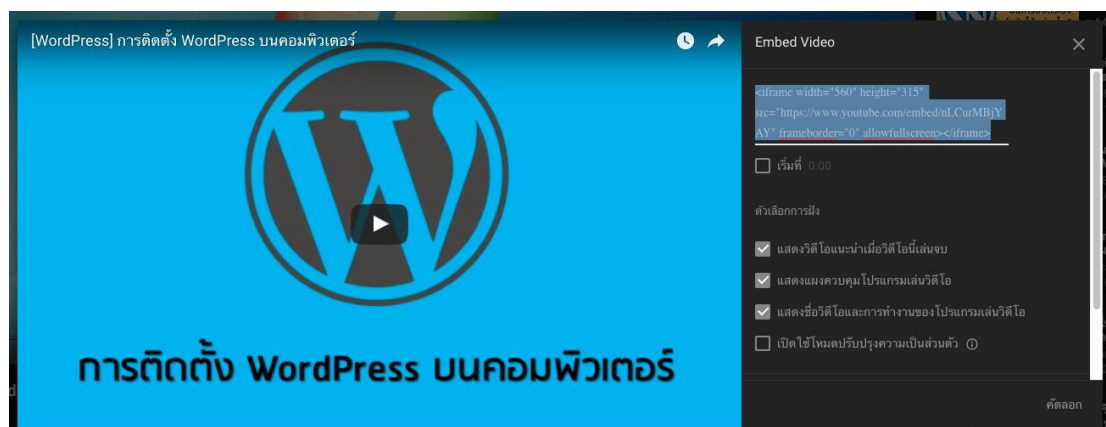 [WordPress] การติดตั้ง WordPress บนคอมพิวเตอร์
การติดตั้ง WordPress บนคอมพิวเตอร์
Embed Video
<iframe width="560" height="315"
src="https://www.youtube.com/embed/nLCurMBjY
AY" frameborder="0" allowfullscreen></iframe>
เริ่มที่ 0:00
ตัวเลือกการฝัง
แสดงวิดีโอแนะนำเมื่อวิดีโอนี้เล่นจบ
แสดงแผงควบคุมโปรแกรมเล่นวิดีโอ
แสดงชื่อวิดีโอและการทำงานของโปรแกรมเล่นวิดีโอ
เปิดใช้โหมดปรับปรุงความเป็นส่วนตัว
คัดลอก